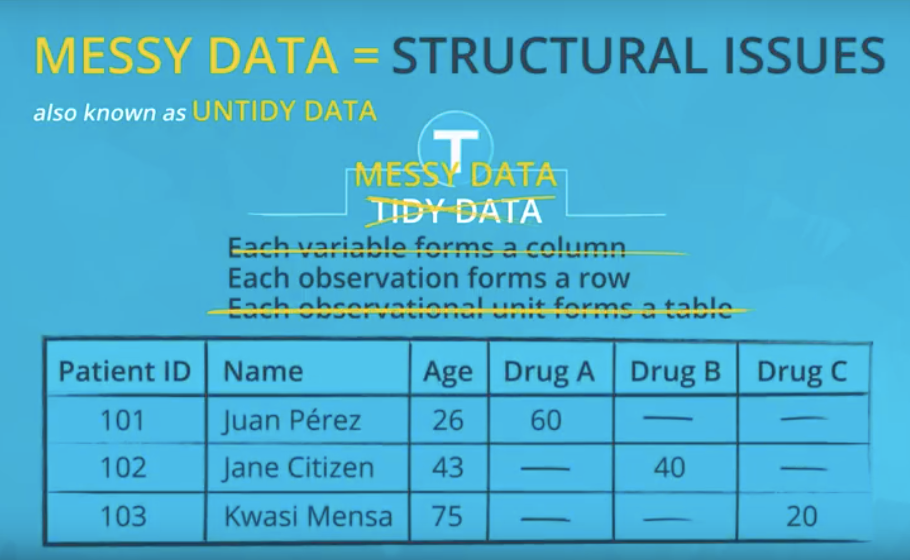 MESSY DATA = STRUCTURAL ISSUES
also known as UNTIDY DATA
T
MESSY DATA
TIDY DATA
Each variable forms a column
Each observation forms a row
Each observational unit forms a table
Patient ID Name Age Drug A Drug B Drug C
101 Juan Pérez 26 60 — —
102 Jane Citizen 43 — 40 —
103 Kwasi Mensa 75 — — 20